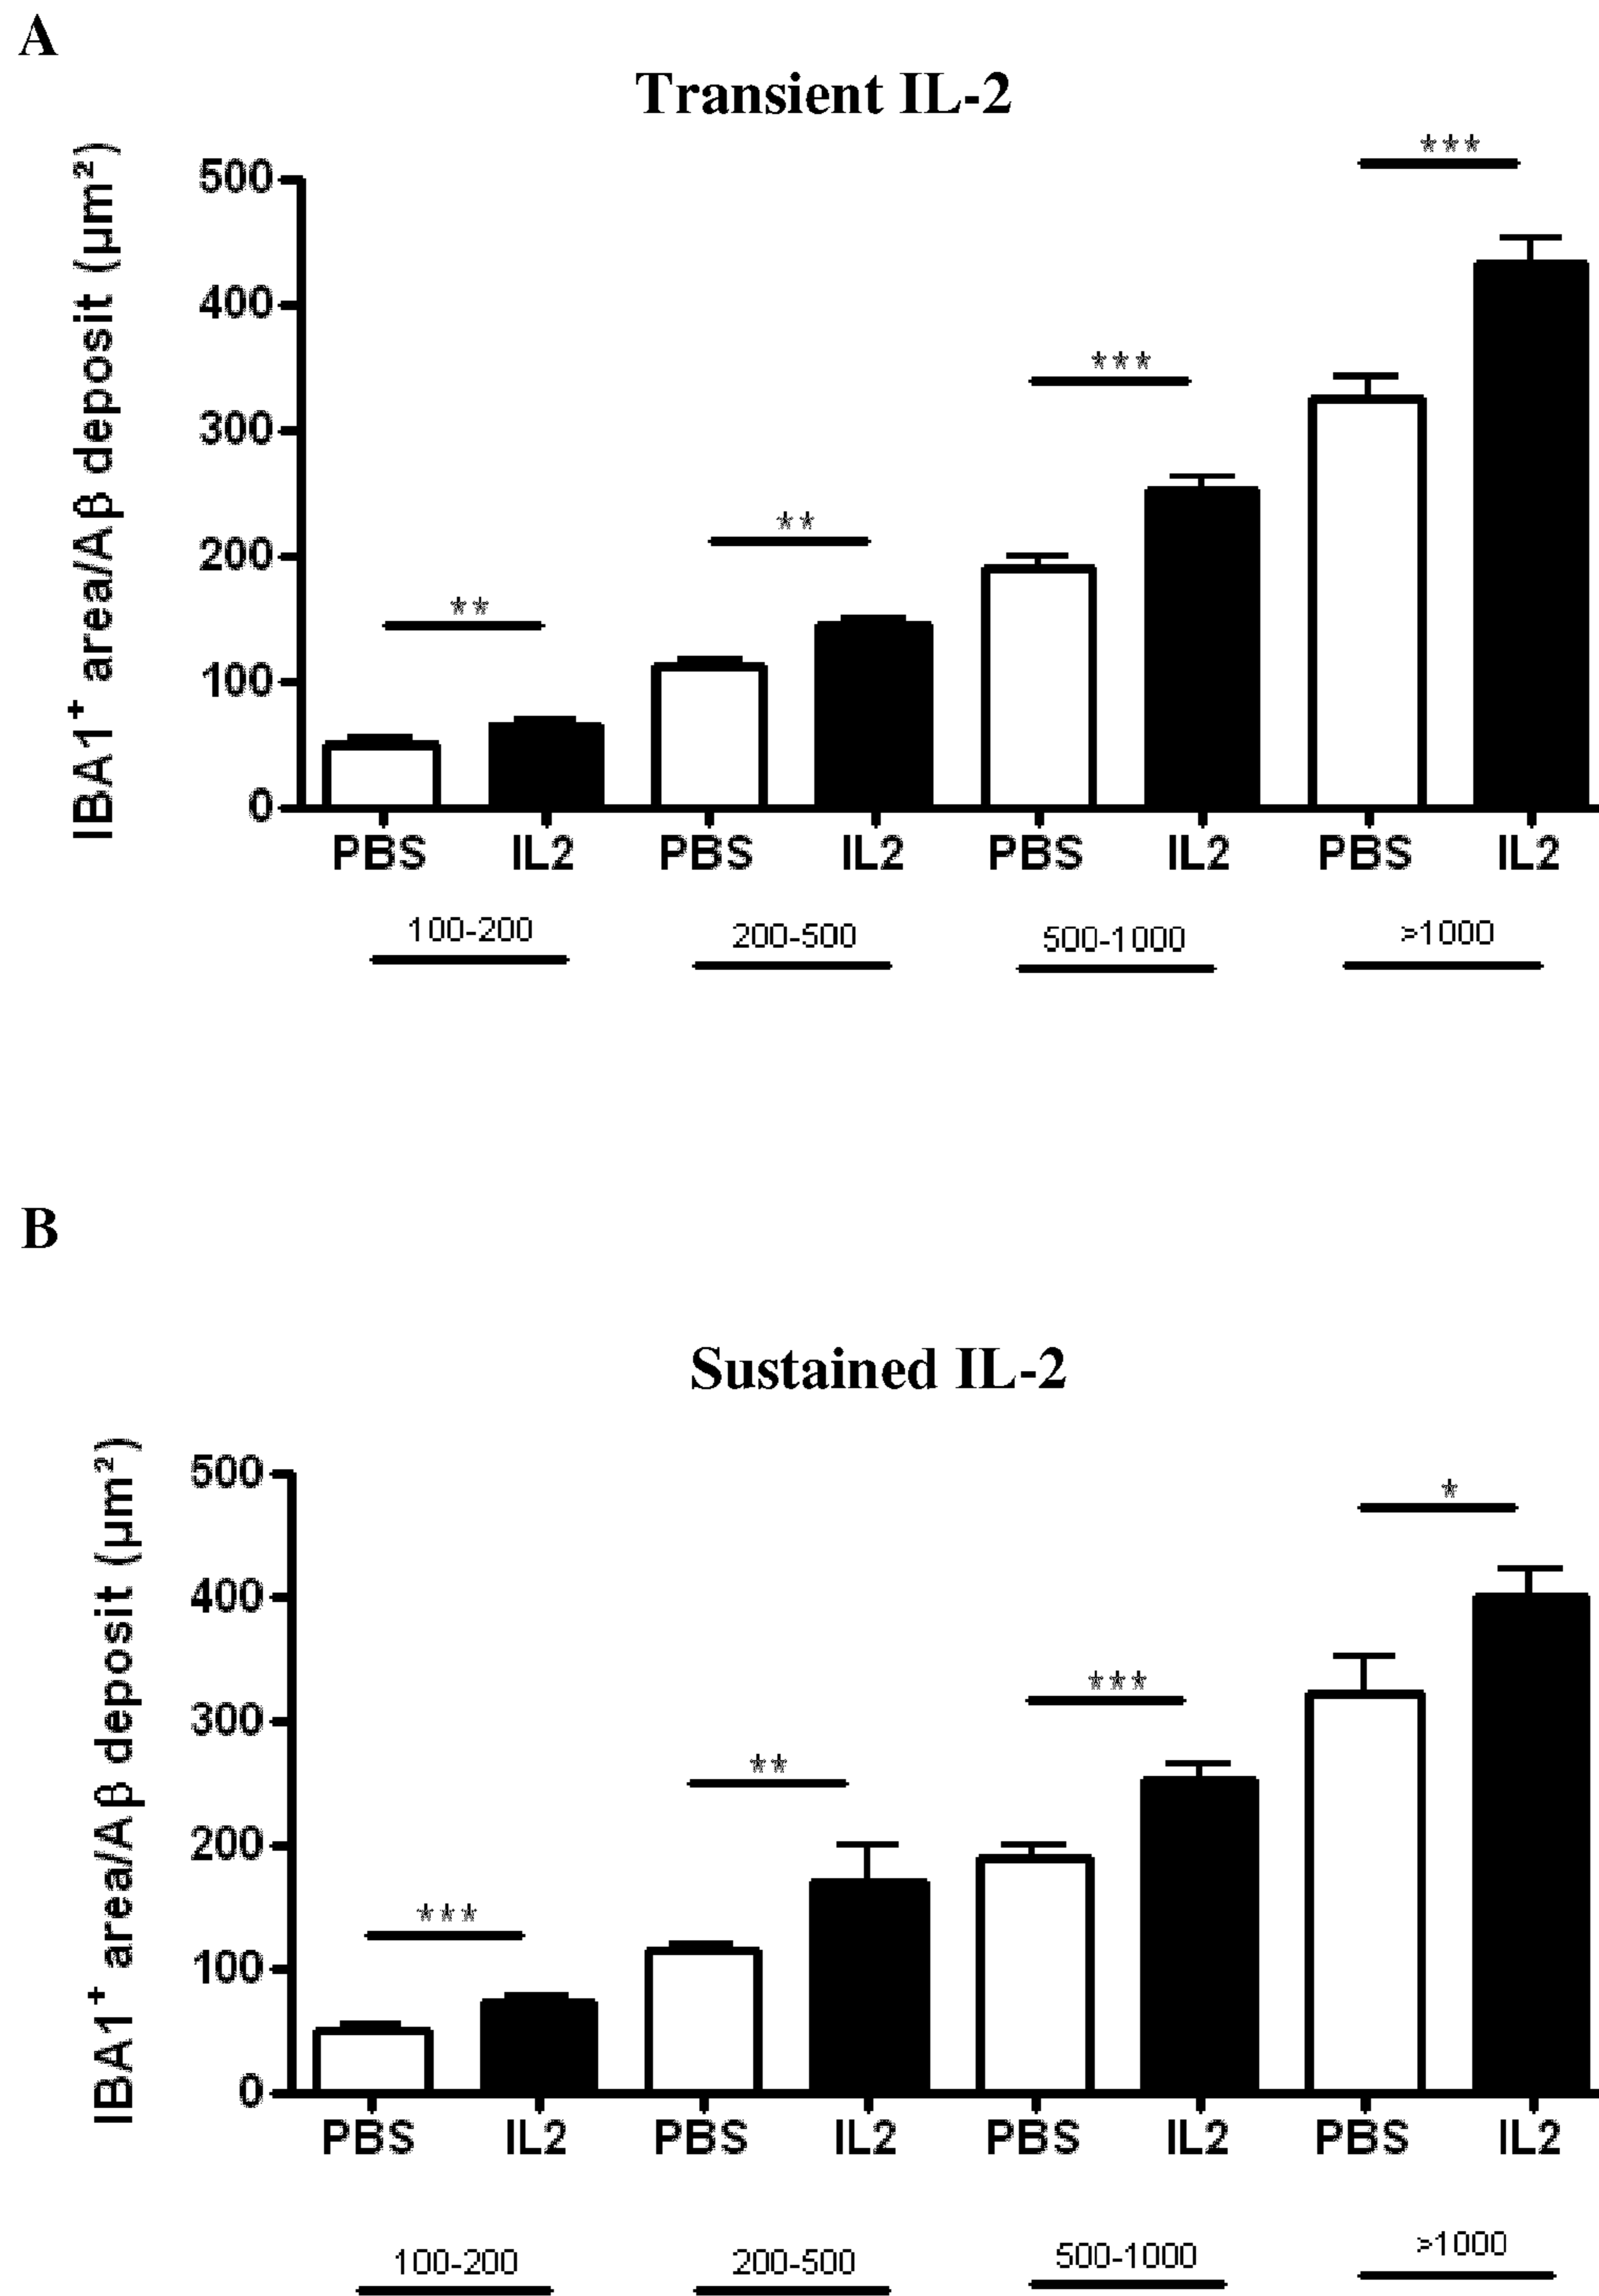 A
Transient IL-2
IBA1⁺ area/Aβ deposit (µm²)
500
400
300
200
100
0
***
***
**
**
PBS IL2 PBS IL2 PBS IL2 PBS IL2
100-200 200-500 500-1000 >1000
B
Sustained IL-2
IBA1⁺ area/Aβ deposit (µm²)
500
400
300
200
100
0
*
***
**
***
PBS IL2 PBS IL2 PBS IL2 PBS IL2
100-200 200-500 500-1000 >1000